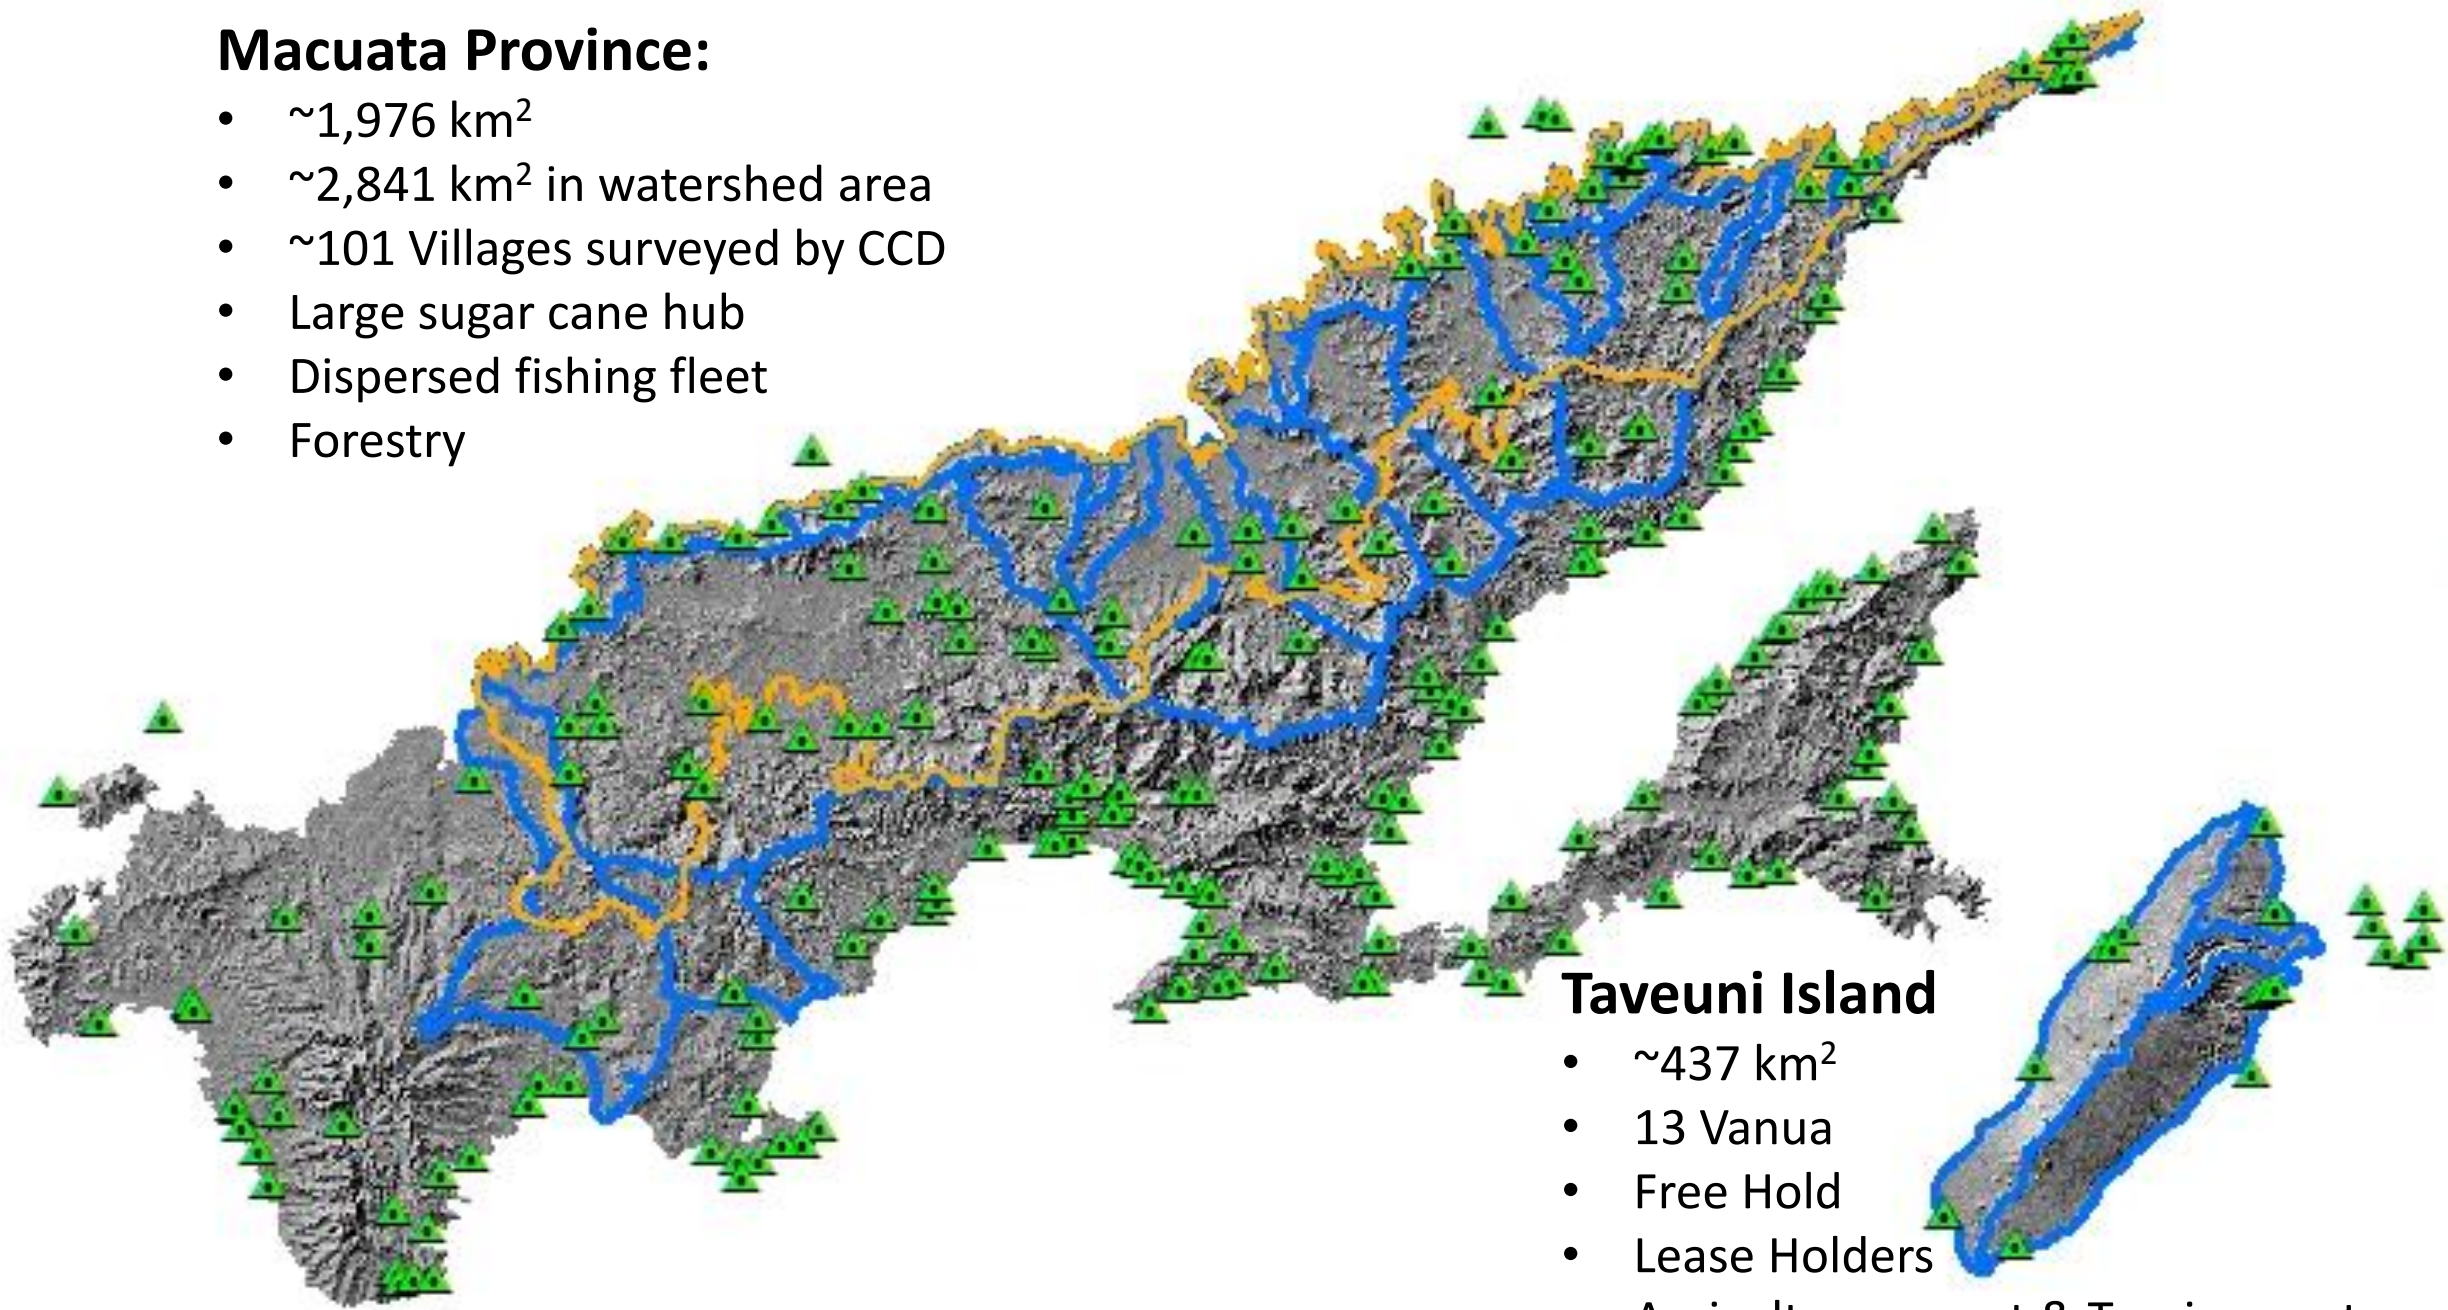 Macuata Province:
• ~1,976 km²
• ~2,841 km² in watershed area
• ~101 Villages surveyed by CCD
• Large sugar cane hub
• Dispersed fishing fleet
• Forestry
Taveuni Island
• ~437 km²
• 13 Vanua
• Free Hold
• Lease Holders